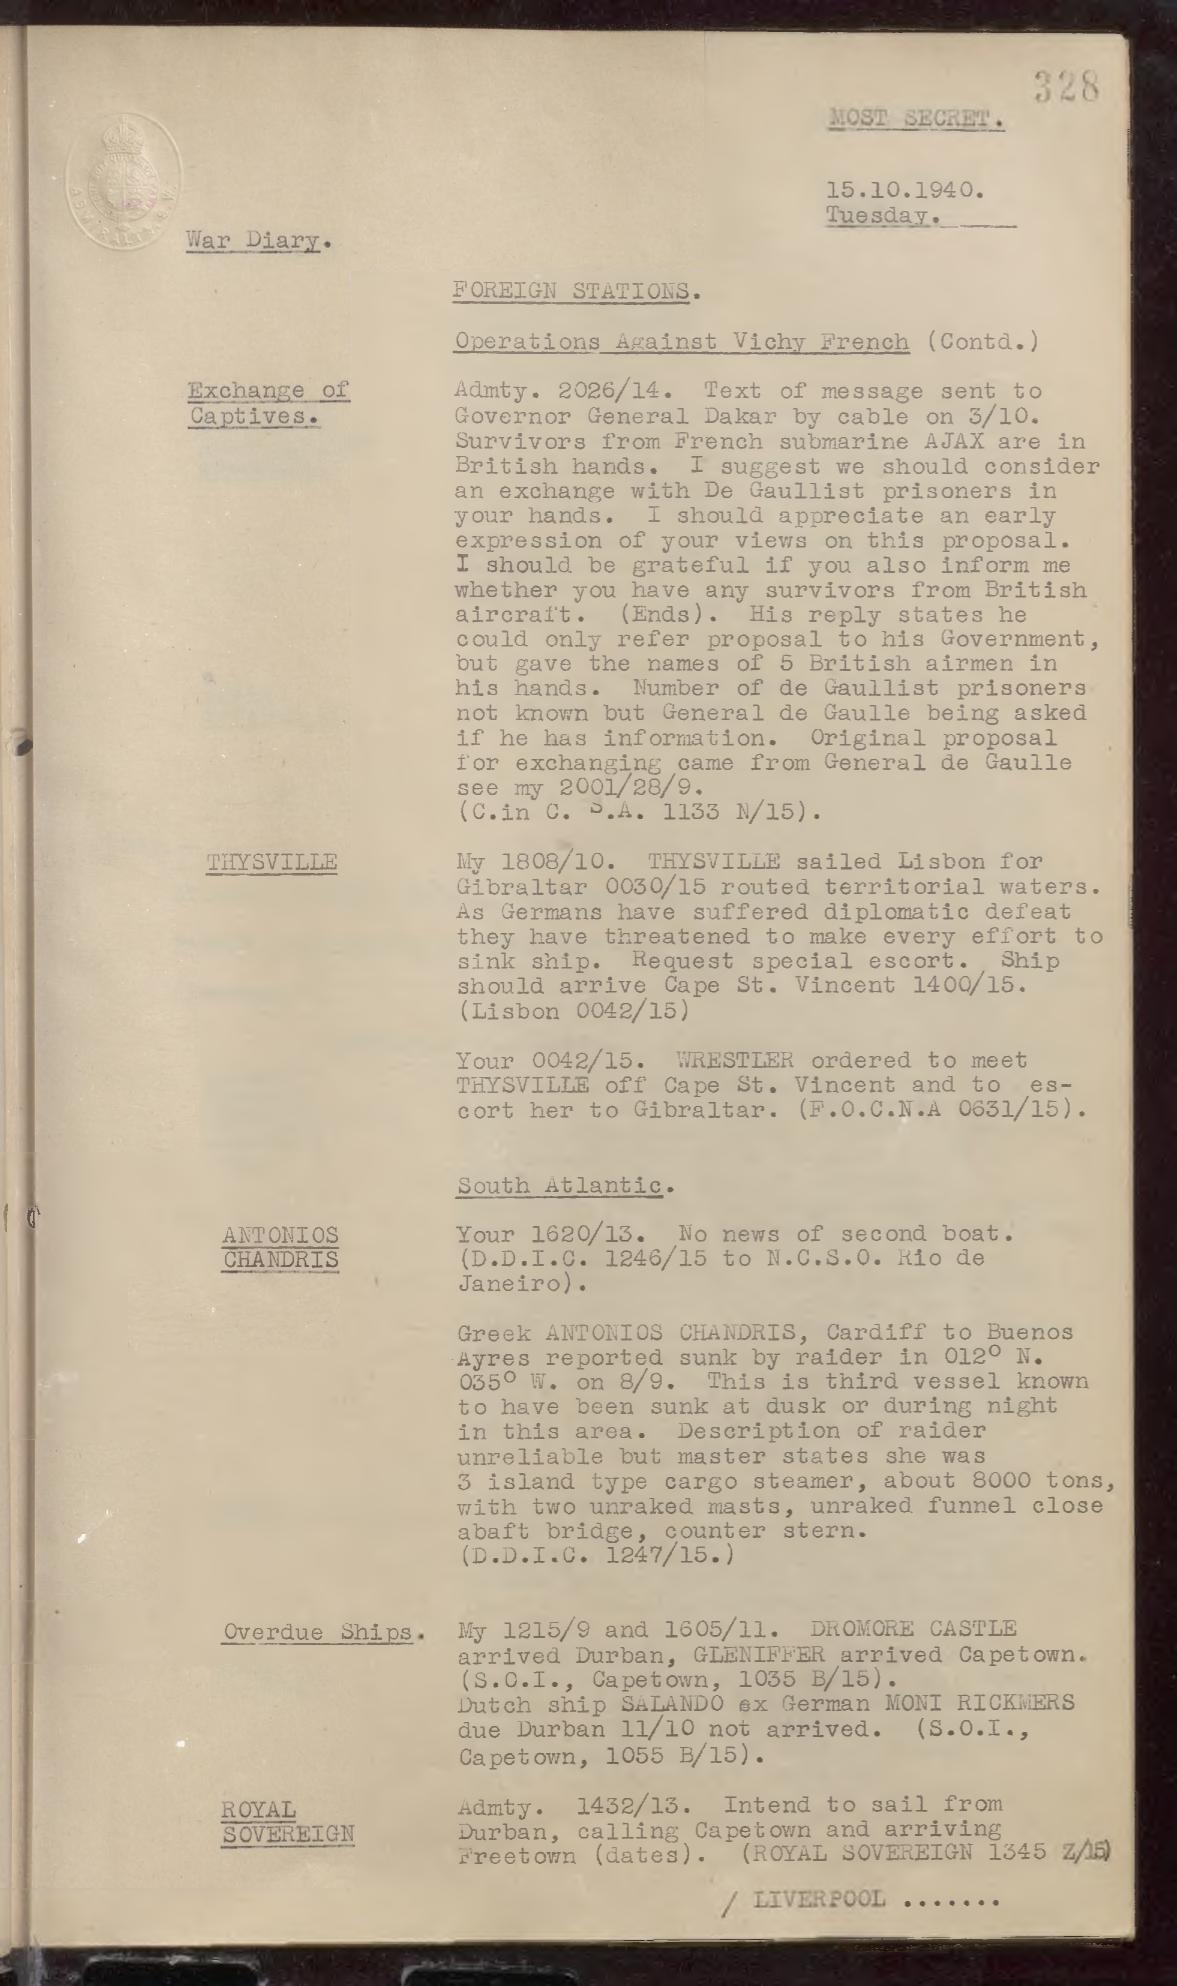 328
MOST SECRET.
15.10.1940.
Tuesday.
War Diary.
FOREIGN STATIONS.
Operations Against Vichy French (Contd.)
Exchange of
Captives.
Admty. 2026/14. Text of message sent to
Governor General Dakar by cable on 3/10.
Survivors from French submarine AJAX are in
British hands. I suggest we should consider
an exchange with De Gaullist prisoners in
your hands. I should appreciate an early
expression of your views on this proposal.
I should be grateful if you also inform me
whether you have any survivors from British
aircraft. (Ends). His reply states he
could only refer proposal to his Government,
but gave the names of 5 British airmen in
his hands. Number of de Gaullist prisoners
not known but General de Gaulle being asked
if he has information. Original proposal
for exchanging came from General de Gaulle
see my 2001/28/9.
(C.in C. S.A. 1133 N/15).
THYSVILLE
My 1808/10. THYSVILLE sailed Lisbon for
Gibraltar 0030/15 routed territorial waters.
As Germans have suffered diplomatic defeat
they have threatened to make every effort to
sink ship. Request special escort. Ship
should arrive Cape St. Vincent 1400/15.
(Lisbon 0042/15)
Your 0042/15. WRESTLER ordered to meet
THYSVILLE off Cape St. Vincent and to es-
cort her to Gibraltar. (F.O.C.N.A 0631/15).
South Atlantic.
ANTONIOS
CHANDRIS
Your 1620/13. No news of second boat.
(D.D.I.C. 1246/15 to N.C.S.O. Rio de
Janeiro).
Greek ANTONIOS CHANDRIS, Cardiff to Buenos
Ayres reported sunk by raider in 012° N.
035° W. on 8/9. This is third vessel known
to have been sunk at dusk or during night
in this area. Description of raider
unreliable but master states she was
3 island type cargo steamer, about 8000 tons,
with two unraked masts, unraked funnel close
abaft bridge, counter stern.
(D.D.I.C. 1247/15.)
Overdue Ships.
My 1215/9 and 1605/11. DROMORE CASTLE
arrived Durban, GLENIFFER arrived Capetown.
(S.O.I., Capetown, 1035 B/15).
Dutch ship SALANDO ex German MONI RICKMERS
due Durban 11/10 not arrived. (S.O.I.,
Capetown, 1055 B/15).
ROYAL
SOVEREIGN
Admty. 1432/13. Intend to sail from
Durban, calling Capetown and arriving
Freetown (dates). (ROYAL SOVEREIGN 1345 Z/15)
/ LIVERPOOL .......